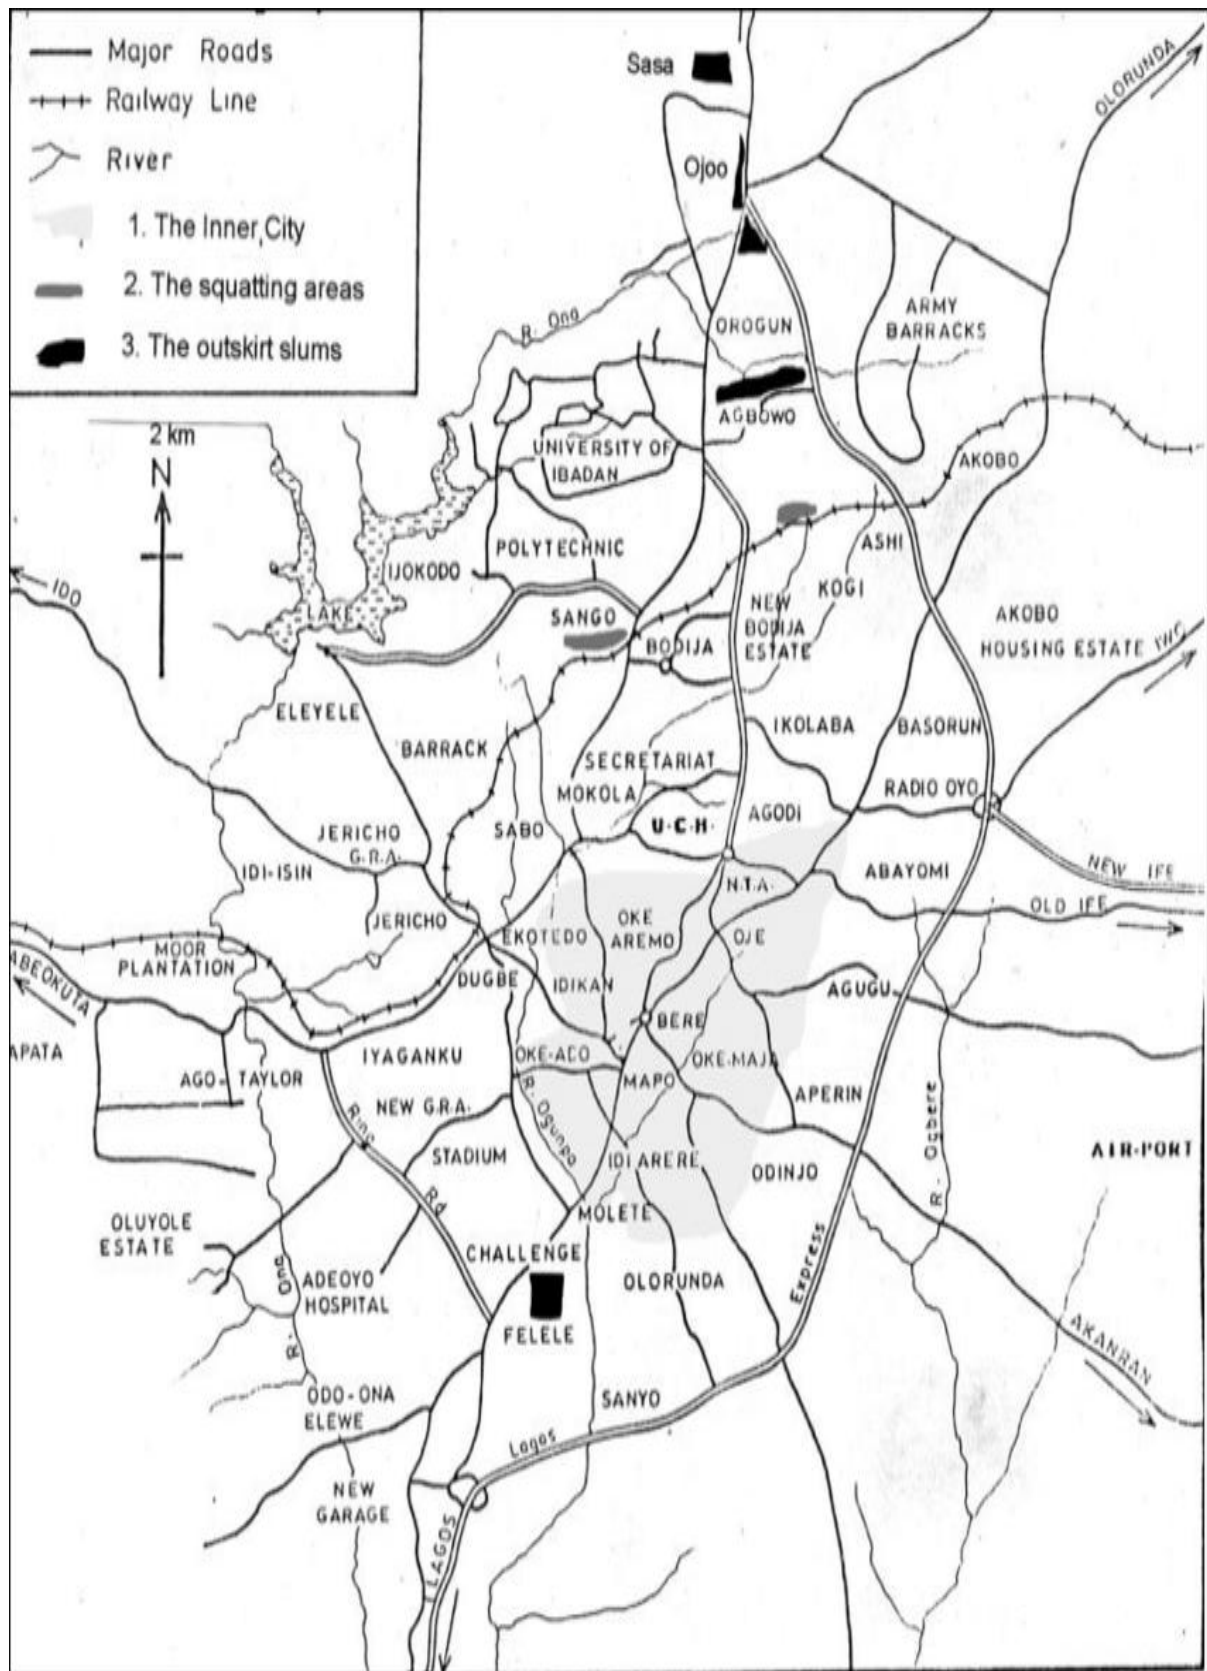 Major Roads
Railway Line
River
1. The Inner City
2. The squatting areas
3. The outskirt slums
2 km
N
Sasa
Ojoo
OLORUNDA
R. Ona
OROGUN
ARMY
BARRACKS
AGBOWO
UNIVERSITY OF
IBADAN
AKOBO
POLYTECHNIC
IJOKODO
ASHI
KOGI
IDO
LAKE
SANGO
BODIJA
NEW
BODIJA
ESTATE
AKOBO
HOUSING ESTATE
ELEYELE
BARRACK
IKOLABA
BASORUN
SECRETARIAT
MOKOLA
RADIO OYO
SABO
U.C.H.
AGODI
JERICHO
G.R.A.
IDI-ISIN
ABAYOMI
NEW IFE
N.T.A.
OLD IFE
JERICHO
OKE
AREMO
OJE
EKOTEDO
MOOR
PLANTATION
DUGBE
IDIKAN
AGUGU
ABEOKUTA
BERE
APATA
IYAGANKU
OKE-ADO
OKE-MAJA
MAPO
AGO-TAYLOR
APERIN
NEW G.R.A.
R. Ogunpa
Ring
Rd
STADIUM
IDI ARERE
ODINJO
R. Ogbere
AIR-PORT
OLUYOLE
ESTATE
MOLETE
CHALLENGE
R. Ona
ADEOYO
HOSPITAL
OLORUNDA
Express
FELELE
AKANRAN
ODO-ONA
ELEWE
SANYO
Lagos
NEW
GARAGE
LAGOS